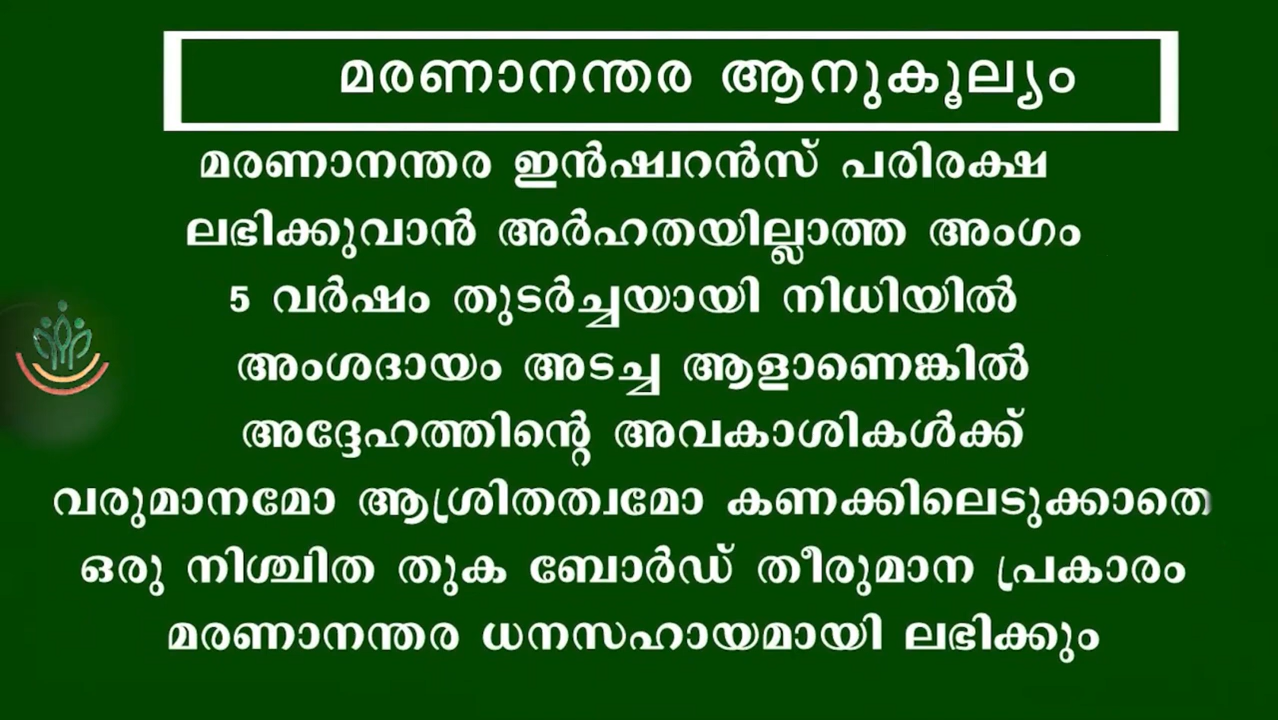 മരണാനന്തര ആനുകൂല്യം
മരണാനന്തര ഇൻഷ്വറൻസ് പരിരക്ഷ
ലഭിക്കുവാൻ അർഹതയില്ലാത്ത അംഗം
5 വർഷം തുടർച്ചയായി നിധിയിൽ
അംശദായം അടച്ച ആളാണെങ്കിൽ
അദ്ദേഹത്തിന്റെ അവകാശികൾക്ക്
വരുമാനമോ ആശ്രിതത്വമോ കണക്കിലെടുക്കാതെ
ഒരു നിശ്ചിത തുക ബോർഡ് തീരുമാന പ്രകാരം
മരണാനന്തര ധനസഹായമായി ലഭിക്കും